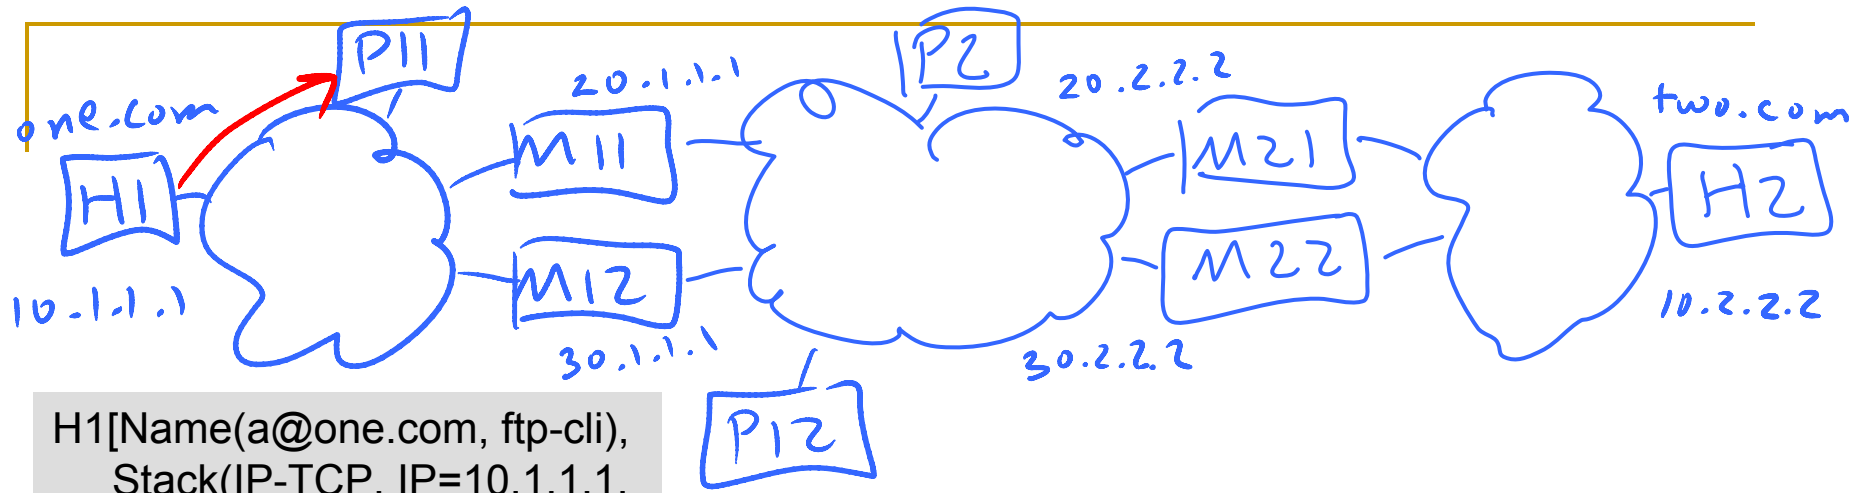 P11
P2
20.1.1.1
20.2.2.2
one.com
two.com
M11
M21
H1
H2
M12
M22
10.1.1.1
10.2.2.2
30.1.1.1
30.2.2.2
P12
H1[Name(a@one.com, ftp-cli),
Stack(IP-TCP, IP=10.1.1.1,